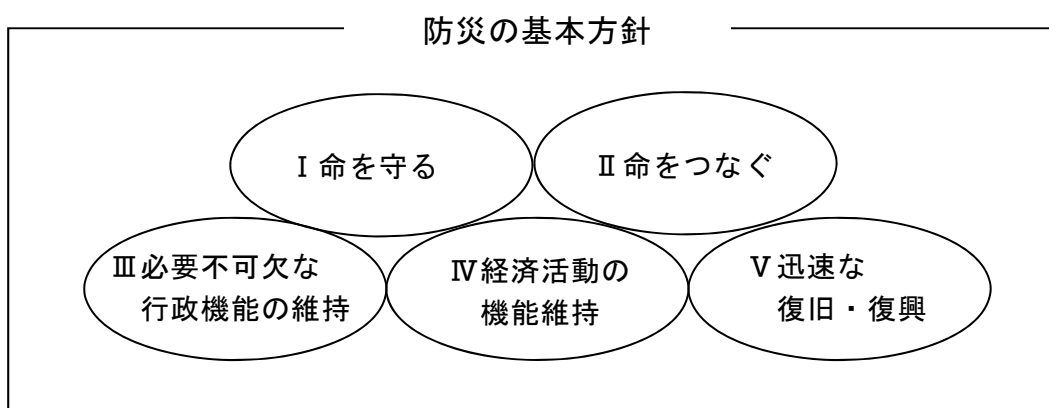 防災の基本方針
Ⅰ命を守る
Ⅱ命をつなぐ
Ⅲ必要不可欠な
行政機能の維持
Ⅳ経済活動の
機能維持
Ⅴ迅速な
復旧・復興